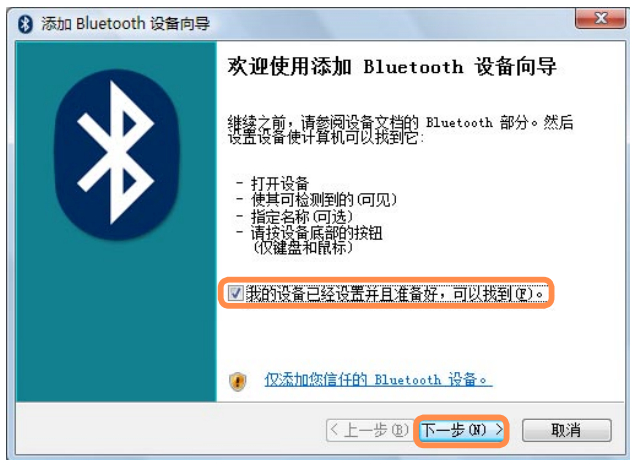 添加 Bluetooth 设备向导
欢迎使用添加 Bluetooth 设备向导
继续之前，请参阅设备文档的 Bluetooth 部分。然后
设置设备使计算机可以找到它:
- 打开设备
- 使其可检测到的(可见)
- 指定名称(可选)
- 请按设备底部的按钮
(仅键盘和鼠标)
我的设备已经设置并且准备好，可以找到(F)。
仅添加您信任的 Bluetooth 设备。
< 上一步(B) 下一步(N) > 取消